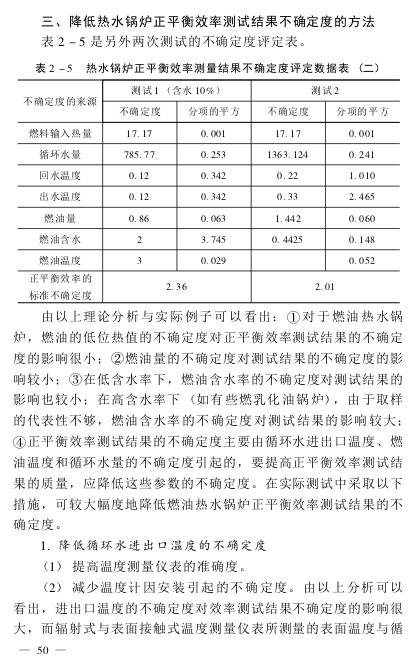 三、降低热水锅炉正平衡效率测试结果不确定度的方法
表 2-5 是另外两次测试的不确定度评定表。
表 2-5 热水锅炉正平衡效率测量结果不确定度评定数据表（二）
不确定度的来源 测试1（含水10%） 测试2
不确定度 分项的平方 不确定度 分项的平方
燃料输入热量 17.17 0.001 17.17 0.001
循环水量 785.77 0.253 1363.124 0.241
回水温度 0.12 0.342 0.22 1.010
出水温度 0.12 0.342 0.33 2.465
燃油量 0.86 0.063 1.442 0.060
燃油含水 2 3.745 0.4425 0.148
燃油温度 3 0.029 0.052
正平衡效率的
标准不确定度 2.36 2.01
由以上理论分析与实际例子可以看出：①对于燃油热水锅
炉，燃油的低位热值的不确定度对正平衡效率测试结果的不确定
度的影响很小；②燃油量的不确定度对测试结果的不确定度的影
响较小；③在低含水率下，燃油含水率的不确定度对测试结果的
影响也较小；在高含水率下（如有些燃乳化油锅炉），由于取样
的代表性不够，燃油含水率的不确定度对测试结果的影响较大；
④正平衡效率测试结果的不确定度主要由循环水进出口温度、燃
油温度和循环水量的不确定度引起的，要提高正平衡效率测试结
果的质量，应降低这些参数的不确定度。在实际测试中采取以下
措施，可较大幅度地降低燃油热水锅炉正平衡效率测试结果的不
确定度。
1. 降低循环水进出口温度的不确定度
（1） 提高温度测量仪表的准确度。
（2） 减少温度计因安装引起的不确定度。由以上分析可以
看出，进出口温度的不确定度对效率测试结果不确定度的影响很
大，而辐射式与表面接触式温度测量仪表所测量的表面温度与循
— 50 —